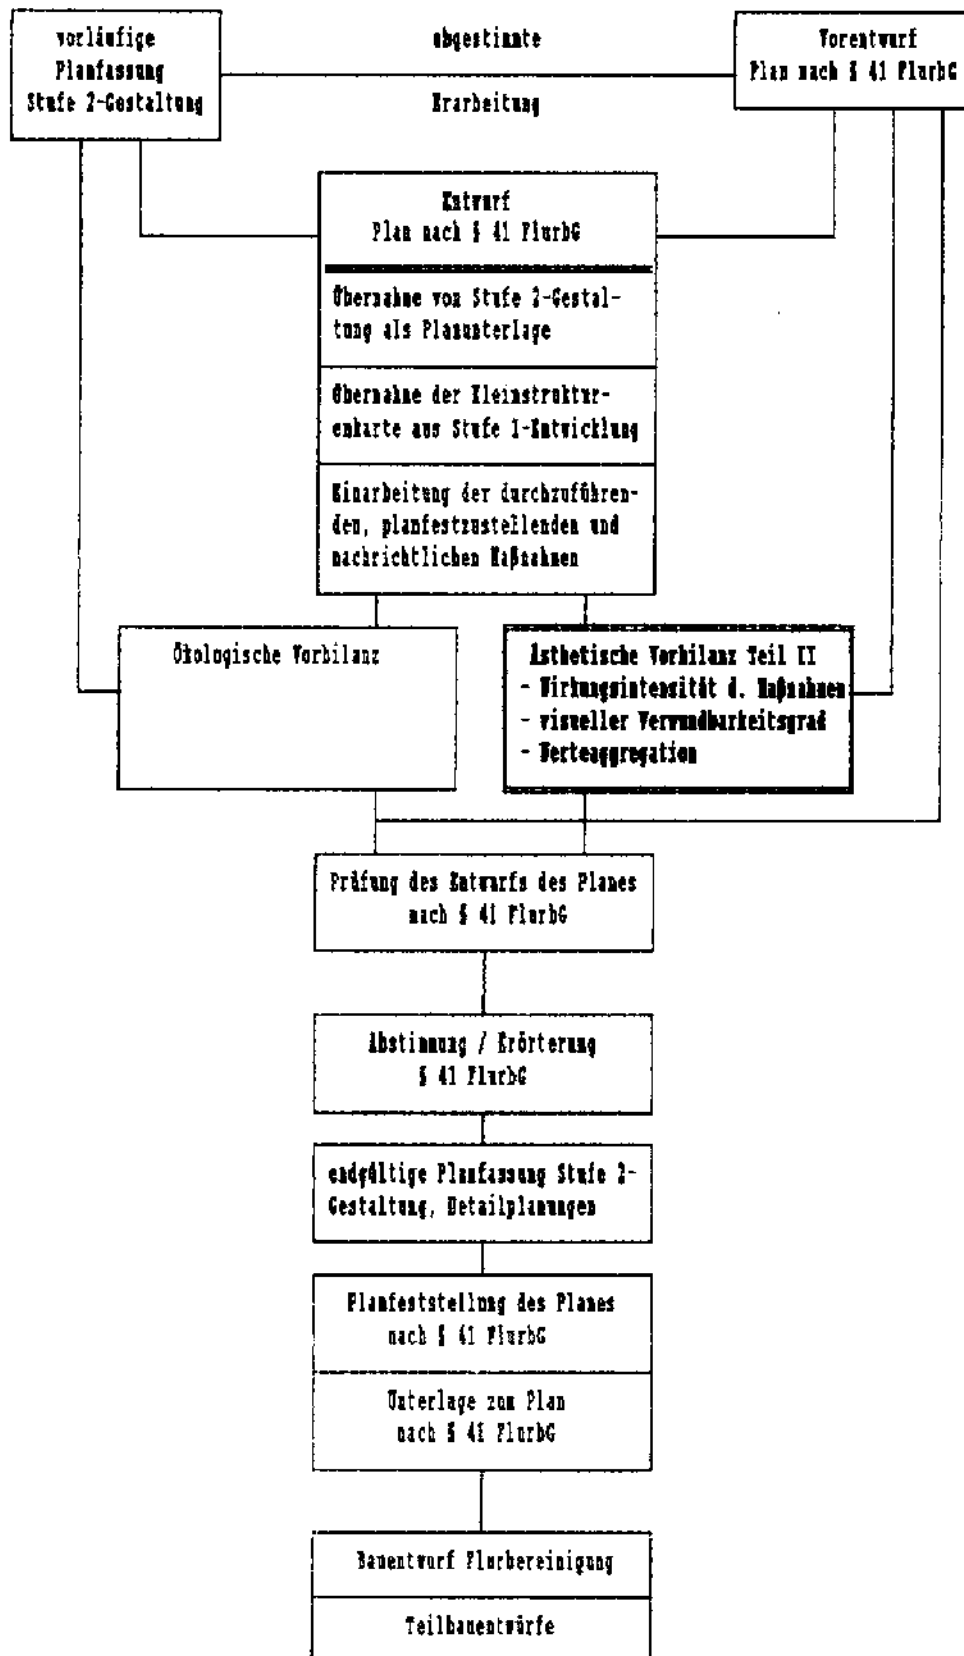 vorläufige
Planfassung
Stufe 2-Gestaltung
abgestimmte
Erarbeitung
Vorentwurf
Plan nach § 41 FlurbG
Entwurf
Plan nach § 41 FlurbG
Übernahme von Stufe 2-Gestal-
tung als Planunterlage
Übernahme der Kleinstruktur-
enkarte aus Stufe 1-Entwicklung
Einarbeitung der durchzuführen-
den, planfestzustellenden und
nachrichtlichen Maßnahmen
Ökologische Vorbilanz
Ästhetische Vorbilanz Teil II
- Wirkungsintensität d. Maßnahmen
- visueller Verwundbarkeitsgrad
- Werteaggregation
Prüfung des Entwurfs des Planes
nach § 41 FlurbG
Abstimmung / Erörterung
§ 41 FlurbG
endgültige Planfassung Stufe 2-
Gestaltung, Detailplanungen
Planfeststellung des Planes
nach § 41 FlurbG
Unterlage zum Plan
nach § 41 FlurbG
Bauentwurf Flurbereinigung
Teilbauentwürfe